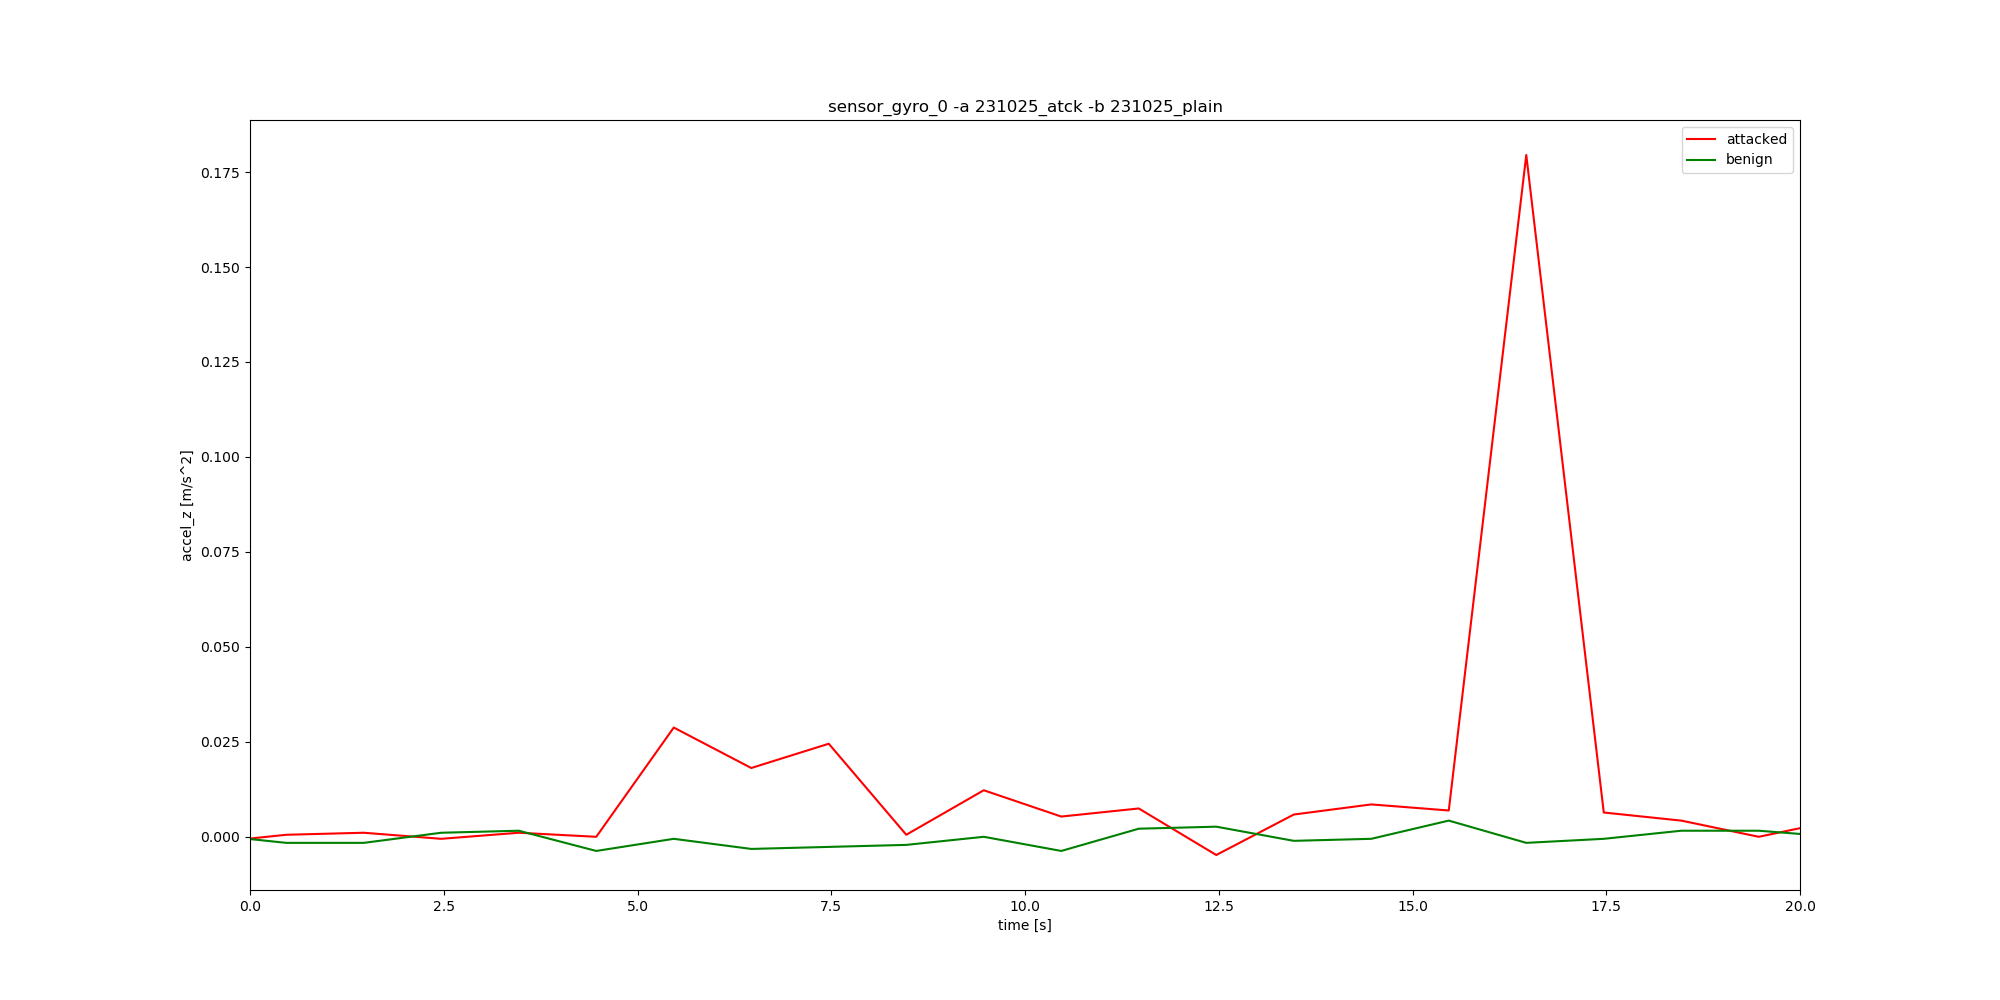 sensor_gyro_0 -a 231025_atck -b 231025_plain
attacked
benign
0.175
0.150
0.125
0.100
0.075
0.050
0.025
0.000
accel_z [m/s^2]
0.0 2.5 5.0 7.5 10.0 12.5 15.0 17.5 20.0
time [s]